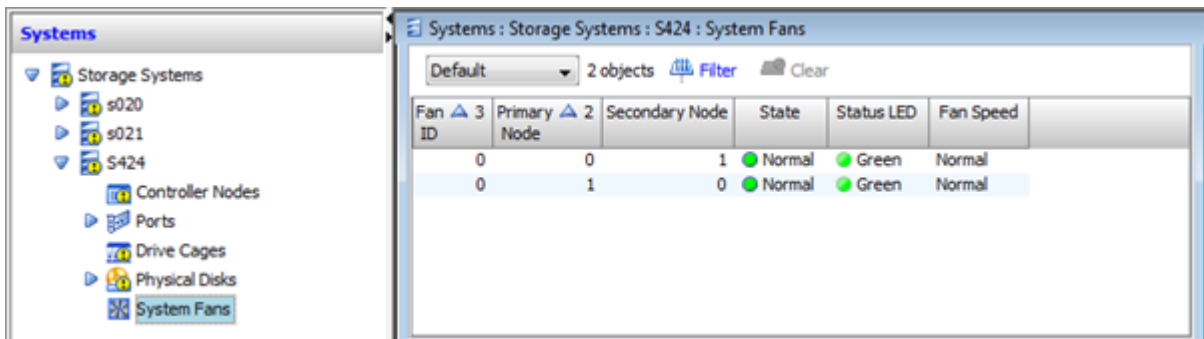 Systems
Storage Systems
s020
s021
S424
Controller Nodes
Ports
Drive Cages
Physical Disks
System Fans
Systems : Storage Systems : S424 : System Fans
Default 2 objects Filter Clear
Fan 3 Primary 2 Secondary Node State Status LED Fan Speed
ID Node
0 0 1 Normal Green Normal
0 1 0 Normal Green Normal